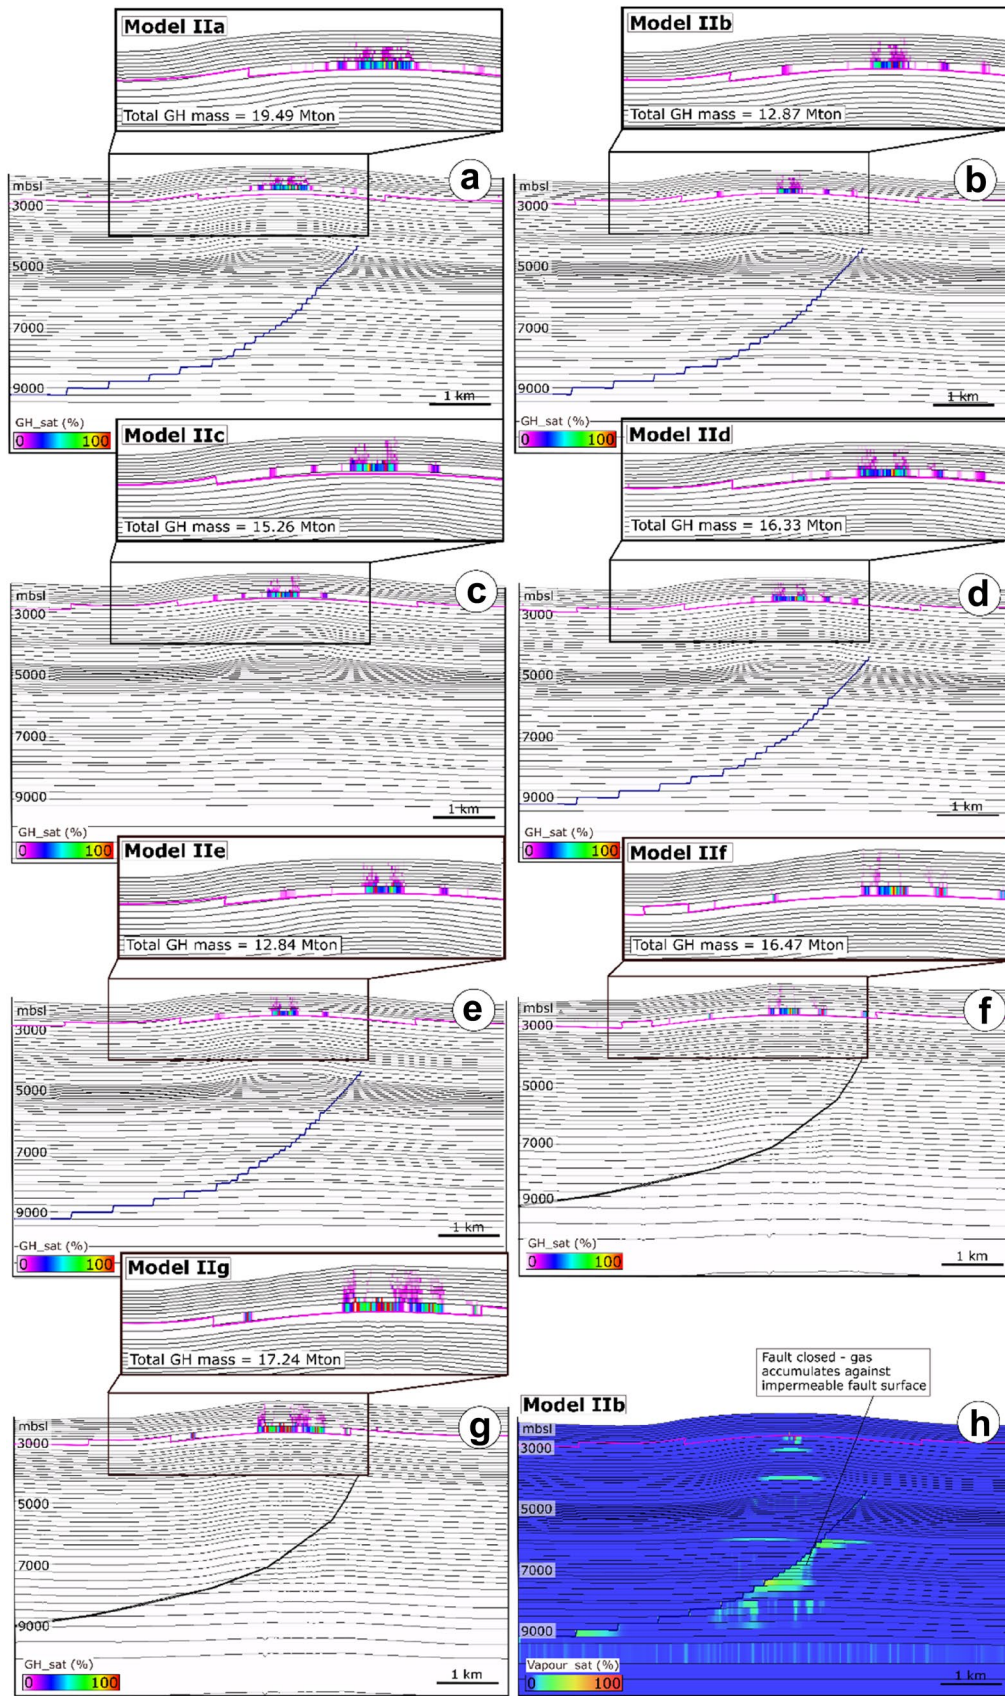 Model IIa
Total GH mass = 19.49 Mton
a
mbsl
3000
5000
7000
9000
1 km
GH_sat (%)
0 100
Model IIb
Total GH mass = 12.87 Mton
b
mbsl
3000
5000
7000
9000
1 km
GH_sat (%)
0 100
Model IIc
Total GH mass = 15.26 Mton
c
mbsl
3000
5000
7000
9000
1 km
GH_sat (%)
0 100
Model IId
Total GH mass = 16.33 Mton
d
mbsl
3000
5000
7000
9000
1 km
GH_sat (%)
0 100
Model IIe
Total GH mass = 12.84 Mton
e
mbsl
3000
5000
7000
9000
1 km
GH_sat (%)
0 100
Model IIf
Total GH mass = 16.47 Mton
f
mbsl
3000
5000
7000
9000
1 km
GH_sat (%)
0 100
Model IIg
Total GH mass = 17.24 Mton
g
mbsl
3000
5000
7000
9000
1 km
GH_sat (%)
0 100
Fault closed - gas
accumulates against
impermeable fault surface
Model IIb
h
mbsl
3000
5000
7000
9000
1 km
Vapour_sat (%)
0 100